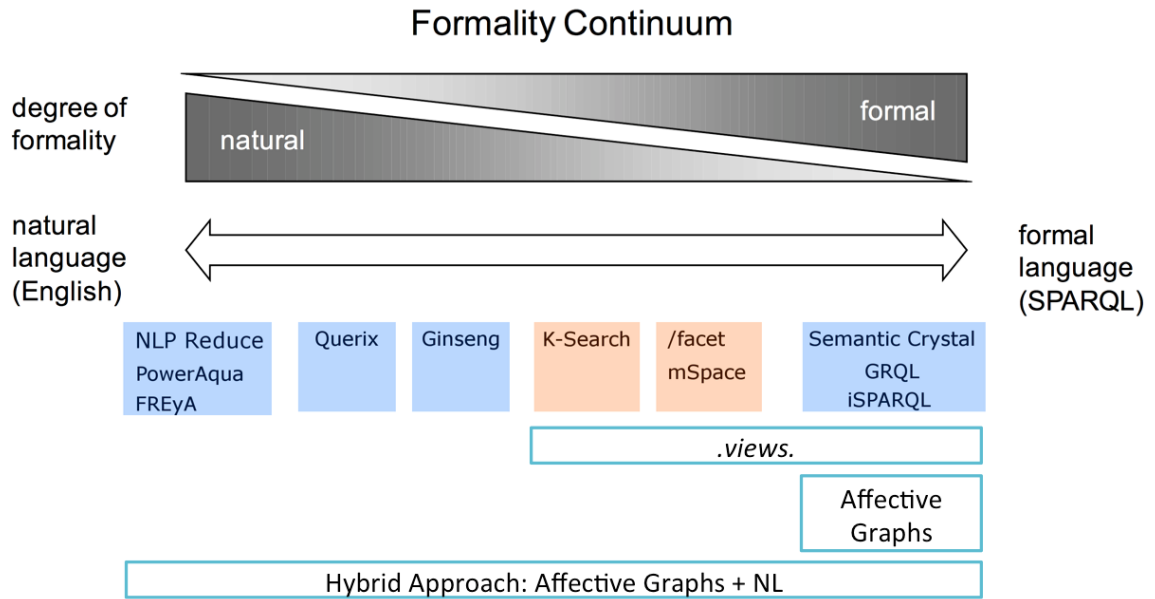 Formality Continuum
degree of
formality
natural
formal
natural
language
(English)
formal
language
(SPARQL)
NLP Reduce
PowerAqua
FREyA
Querix
Ginseng
K-Search
/facet
mSpace
Semantic Crystal
GRQL
iSPARQL
.views.
Affective
Graphs
Hybrid Approach: Affective Graphs + NL